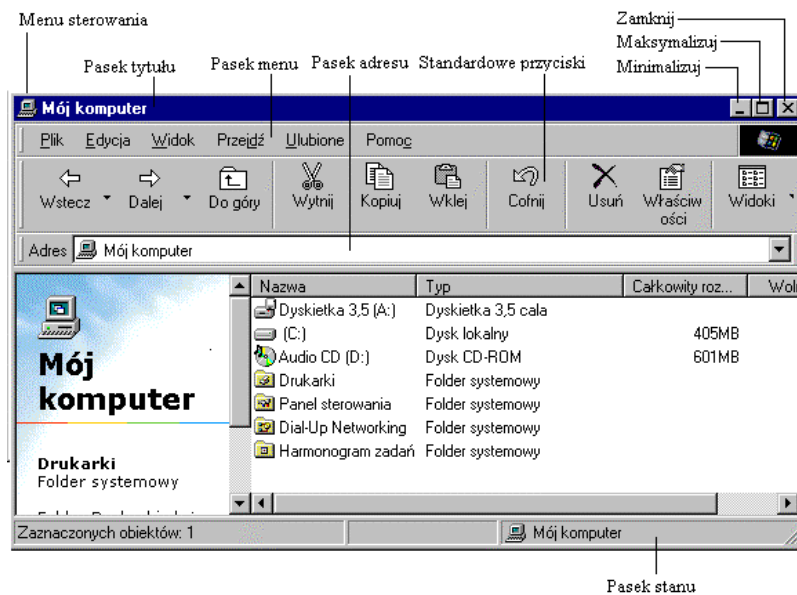 Menu sterowania
Zamknij
Maksymalizuj
Pasek tytułu Pasek menu Pasek adresu Standardowe przyciski Minimalizuj
Mój komputer
Plik Edycja Widok Przejdź Ulubione Pomoc
Wstecz Dalej Do góry Wytnij Kopiuj Wklej Cofnij Usuń Właściw Widoki
ości
Adres Mój komputer
Nazwa Typ Całkowity roz... Wol
Dyskietka 3,5 (A:) Dyskietka 3,5 cala
(C:) Dysk lokalny 405MB
Audio CD (D:) Dysk CD-ROM 601MB
Drukarki Folder systemowy
Panel sterowania Folder systemowy
Dial-Up Networking Folder systemowy
Harmonogram zadań Folder systemowy
Mój
komputer
Drukarki
Folder systemowy
Zaznaczonych obiektów: 1 Mój komputer
Pasek stanu